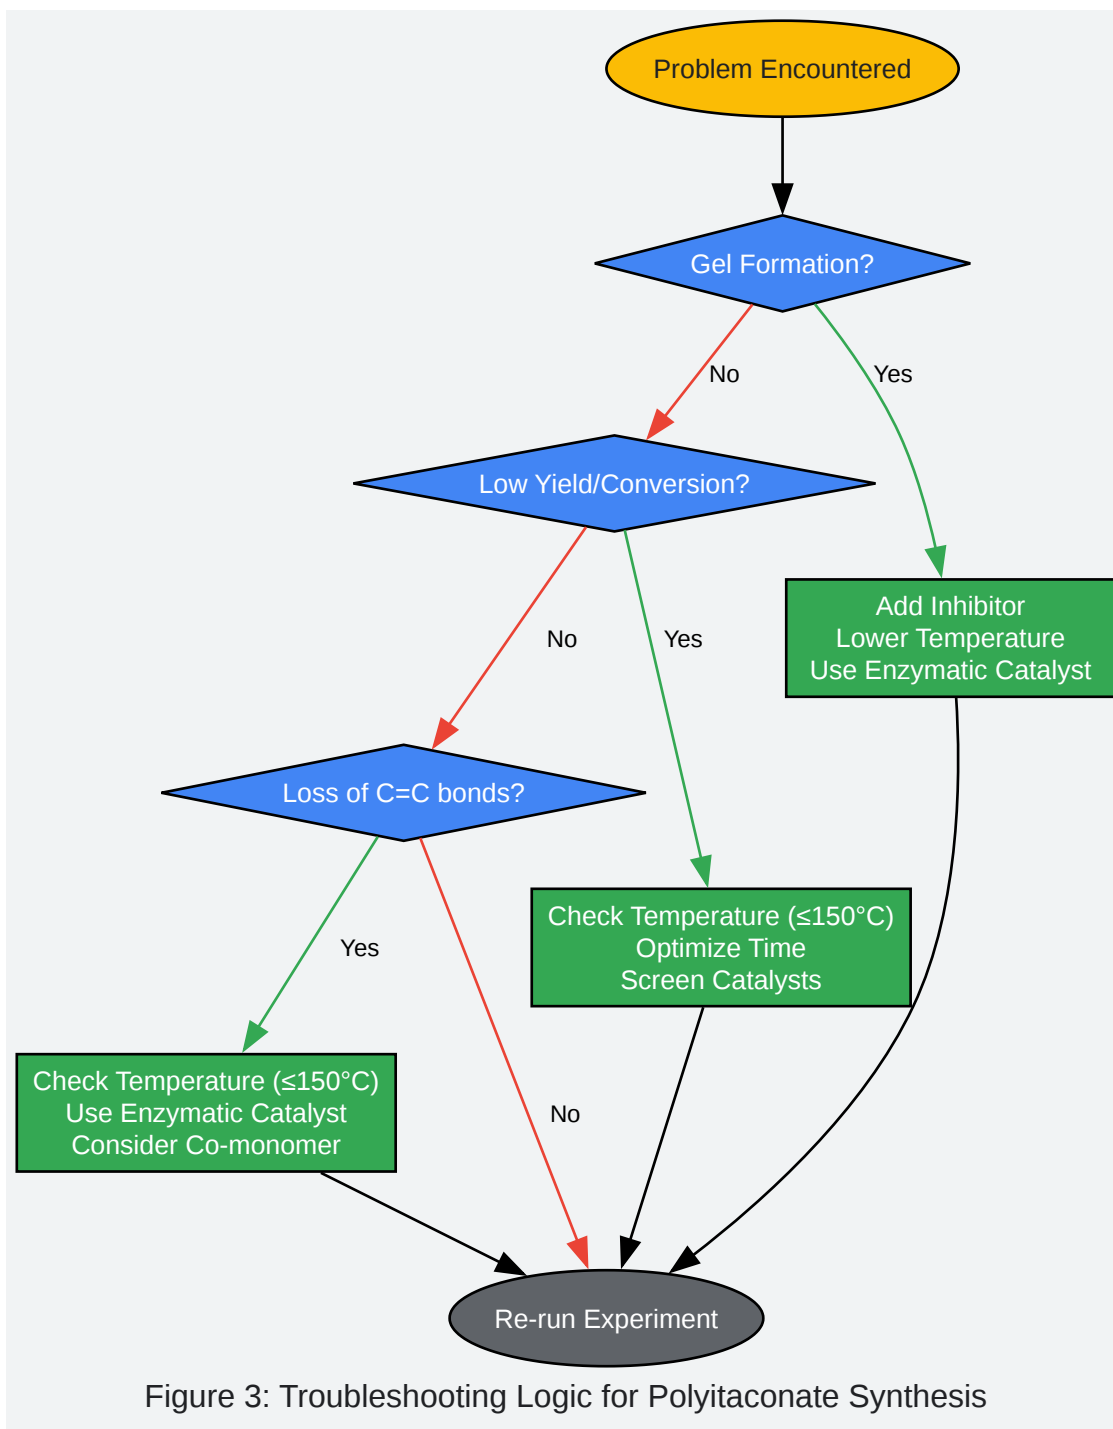 Problem Encountered
Gel Formation?
No
Yes
Low Yield/Conversion?
Add Inhibitor
Lower Temperature
Use Enzymatic Catalyst
No
Yes
Loss of C=C bonds?
Check Temperature (≤150°C)
Optimize Time
Screen Catalysts
Yes
Check Temperature (≤150°C)
Use Enzymatic Catalyst
Consider Co-monomer
No
Re-run Experiment
Figure 3: Troubleshooting Logic for Polyitaconate Synthesis